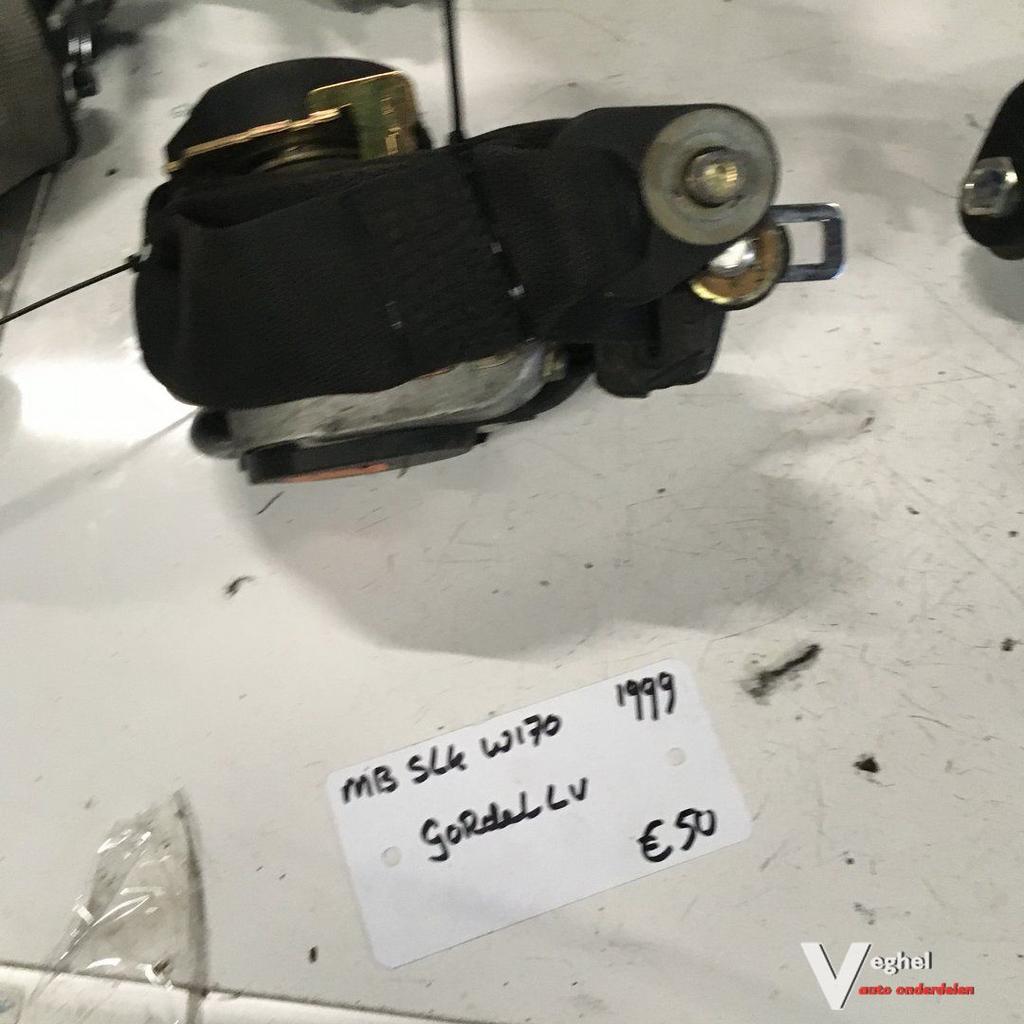 MB SLK W170 1999
GORdeL LV
€50
Veghel
auto onderdelen